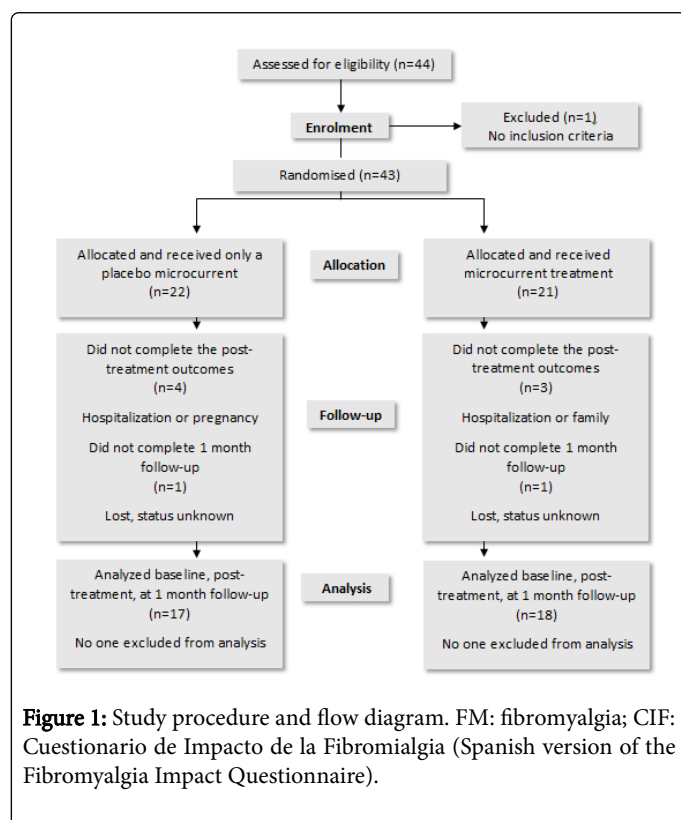 Assessed for eligibility (n=44)
Enrolment
Excluded (n=1)
No inclusion criteria
Randomised (n=43)
Allocated and received only a
placebo microcurrent
(n=22)
Allocation
Allocated and received
microcurrent treatment
(n=21)
Did not complete the post-
treatment outcomes
(n=4)
Hospitalization or pregnancy
Did not complete 1 month
follow-up
(n=1)
Lost, status unknown
Follow-up
Did not complete the post-
treatment outcomes
(n=3)
Hospitalization or family
Did not complete 1 month
follow-up
(n=1)
Lost, status unknown
Analyzed baseline, post-
treatment, at 1 month follow-up
(n=17)
No one excluded from analysis
Analysis
Analyzed baseline, post-
treatment, at 1 month follow-up
(n=18)
No one excluded from analysis
Figure 1: Study procedure and flow diagram. FM: fibromyalgia; CIF:
Cuestionario de Impacto de la Fibromialgia (Spanish version of the
Fibromyalgia Impact Questionnaire).